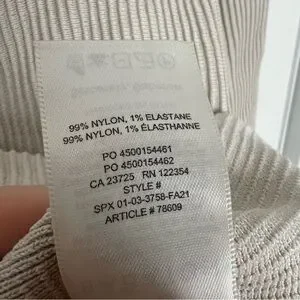 99% NYLON, 1% ELASTANE
99% NYLON, 1% ÉLASTHANNE
PO 4500154461
PO 4500154462
CA 23725 RN 122354
STYLE #
SPX 01-03-3758-FA21
ARTICLE # 78609